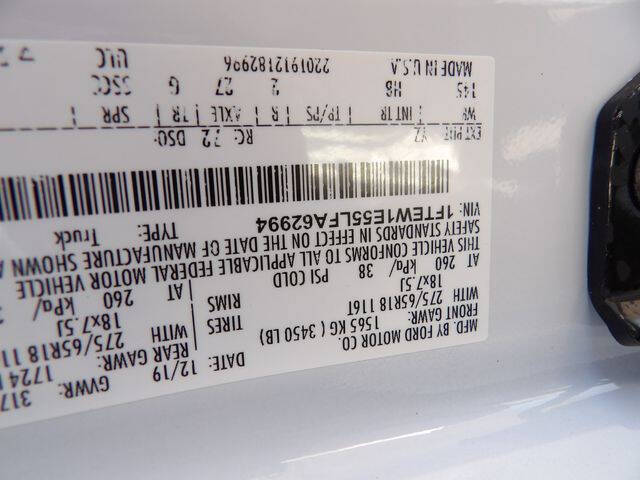 MFD. BY FORD MOTOR CO.
DATE: 12/19 GVWR: 317
FRONT GAWR: 1565 KG ( 3450 LB) REAR GAWR: 1724
WITH 275/65R18 116T TIRES WITH 275/65R18 11
18x7.5J RIMS 18x7.5J
AT 260 kPa/ 38 PSI COLD AT 260 kPa/
THIS VEHICLE CONFORMS TO ALL APPLICABLE FEDERAL MOTOR VEHICLE
SAFETY STANDARDS IN EFFECT ON THE DATE OF MANUFACTURE SHOWN A
VIN: 1FTEW1E55LFA62994
TYPE: Truck
EXT PNT: YZ RC: 72 DSO:
WB INT TR TP/PS R AXLE TR SPR
145 HB 2 27 6 SSCC
MADE IN U.S.A 2201912182996 UIC